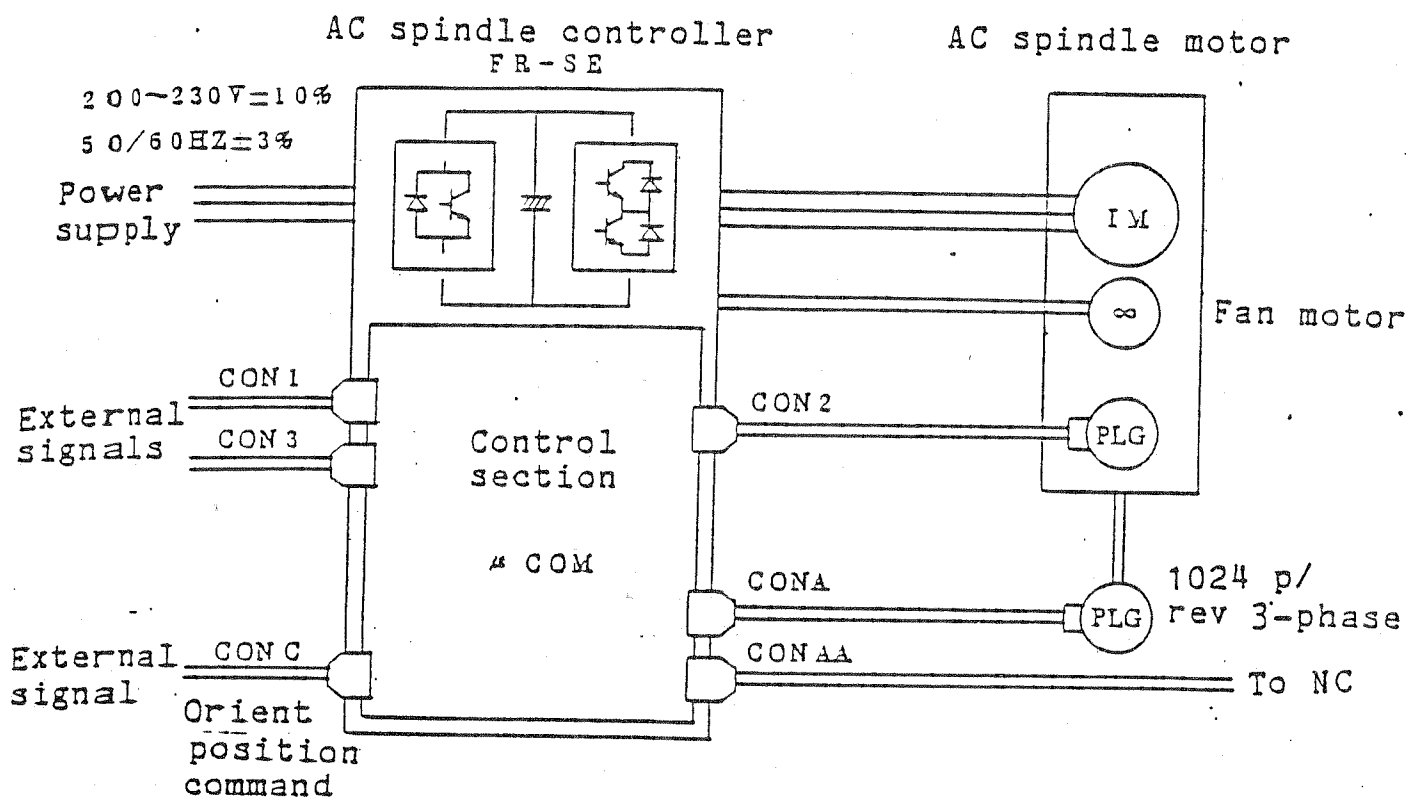 AC spindle controller
FR-SE
AC spindle motor
200~230V±10%
50/60HZ±3%
Power
supply
IM
∞
Fan motor
CON1
External
signals
CON3
CON2
PLG
Control
section
μCOM
CONA
PLG
1024 p/
rev 3-phase
External
signal
CONC
CONAA
To NC
Orient
position
command